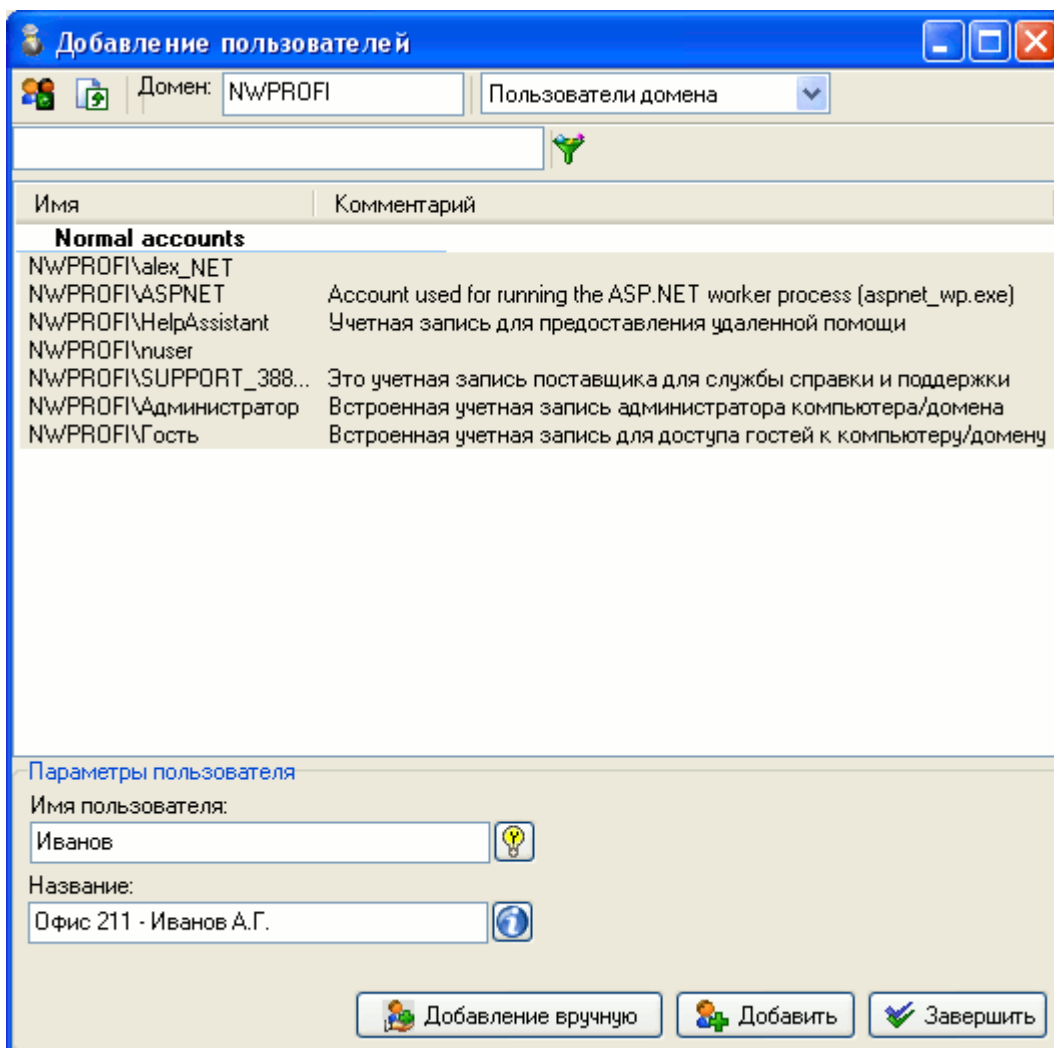 Добавление пользователей
Домен: NWPROFI Пользователи домена
Имя Комментарий
Normal accounts
NWPROFI\alex_NET
NWPROFI\ASPNET Account used for running the ASP.NET worker process (aspnet_wp.exe)
NWPROFI\HelpAssistant Учетная запись для предоставления удаленной помощи
NWPROFI\nuser
NWPROFI\SUPPORT_388... Это учетная запись поставщика для службы справки и поддержки
NWPROFI\Администратор Встроенная учетная запись администратора компьютера/домена
NWPROFI\Гость Встроенная учетная запись для доступа гостей к компьютеру/домену
Параметры пользователя
Имя пользователя:
Иванов
Название:
Офис 211 - Иванов А.Г.
Добавление вручную Добавить Завершить